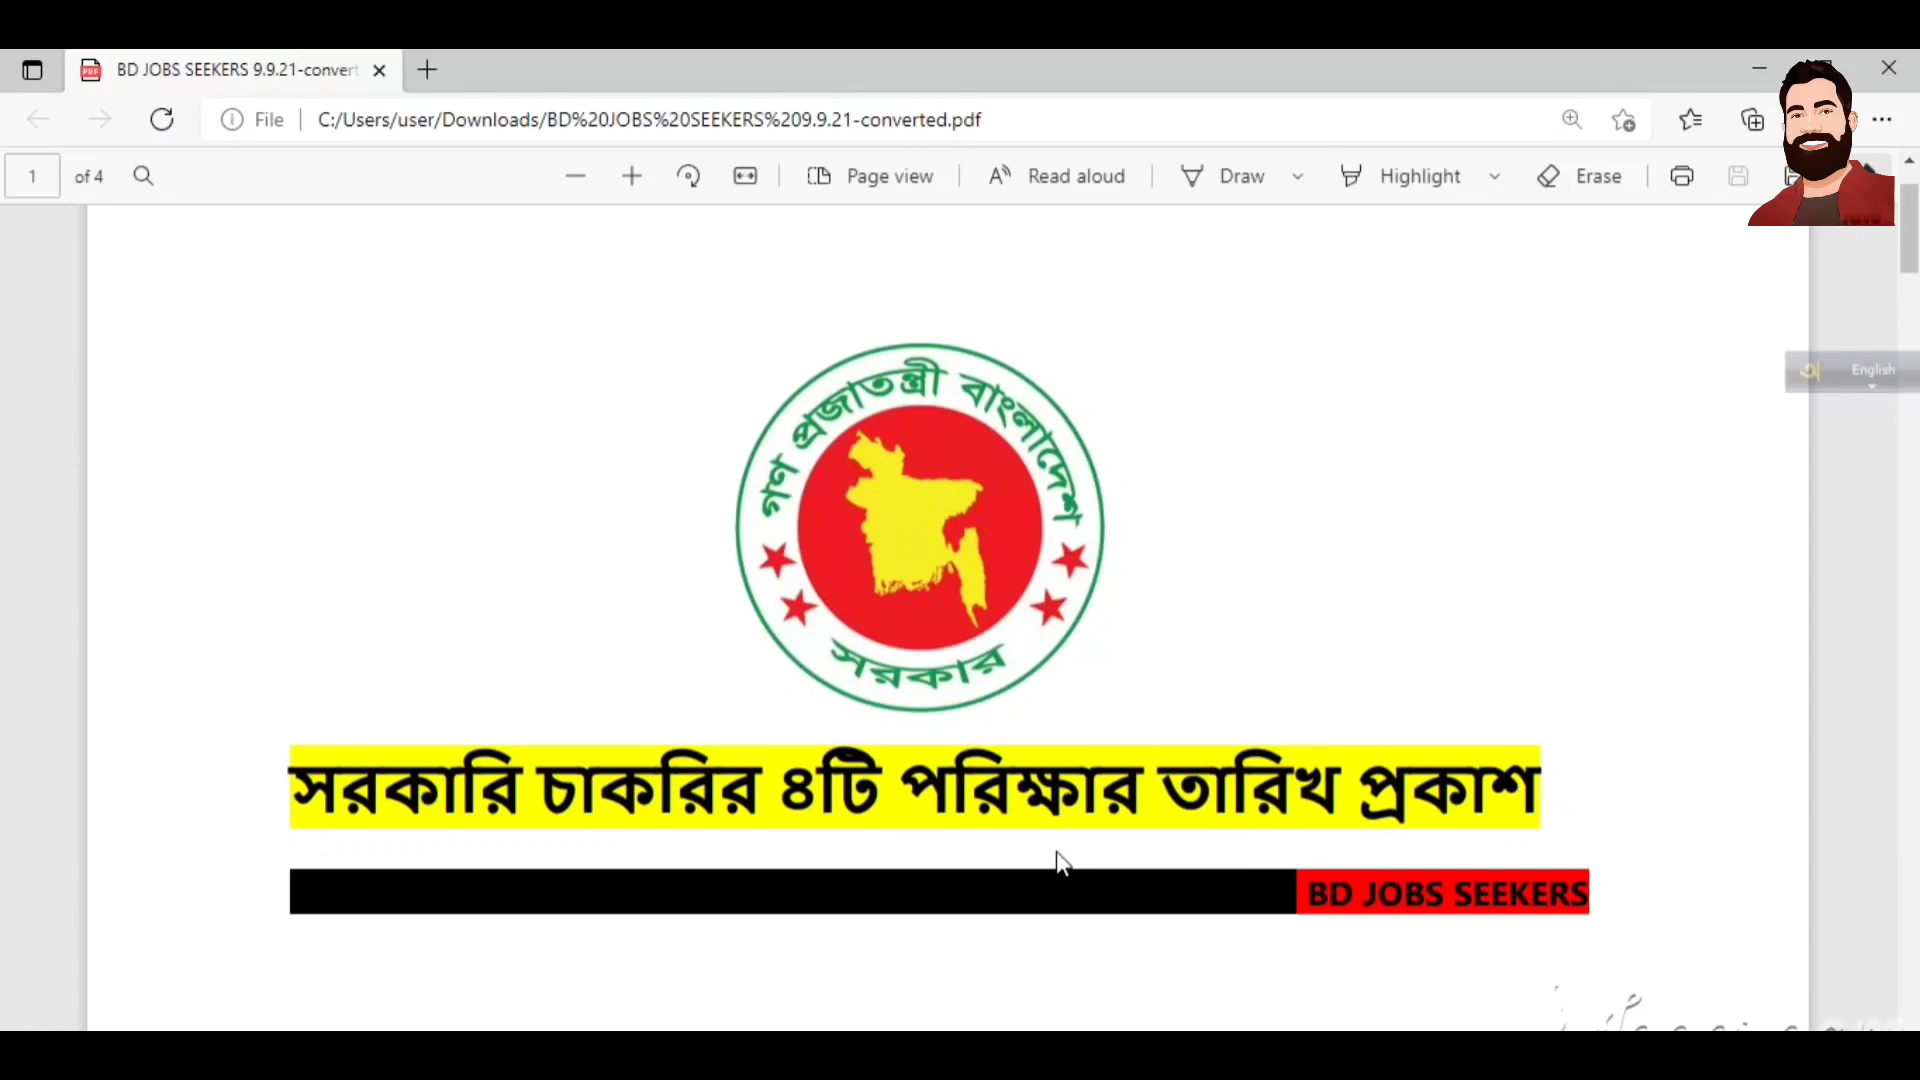 BD JOBS SEEKERS 9.9.21-convert
File C:/Users/user/Downloads/BD%20JOBS%20SEEKERS%209.9.21-converted.pdf
1 of 4 Page view Read aloud Draw Highlight Erase
গণ প্রজাতন্ত্রী বাংলাদেশ
সরকার
অ English
সরকারি চাকরির ৪টি পরিক্ষার তারিখ প্রকাশ
BD JOBS SEEKERS